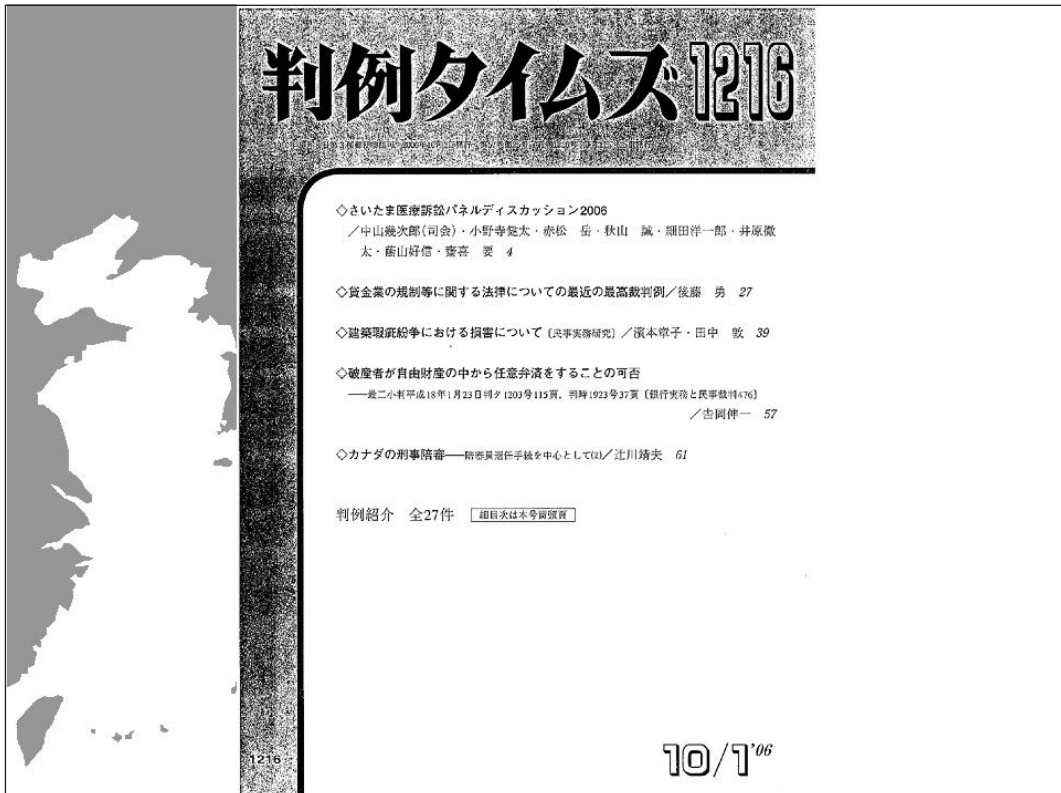 判例タイムズ1216
◇さいたま医療訴訟パネルディスカッション2006
／中山幾次郎(司会)・小野寺健太・赤松 岳・秋山 誠・細田洋一郎・井原徹
太・蔭山好信・齋喜 要 4
◇貸金業の規制等に関する法律についての最近の最高裁判例／後藤 勇 27
◇建築瑕疵紛争における損害について〔民事実務研究〕／濱本章子・田中 敦 39
◇破産者が自由財産の中から任意弁済をすることの可否
──最二小判平成18年1月23日判タ1203号115頁，判時1923号37頁〔銀行実務と民事裁判476〕
／吉岡伸一 57
◇カナダの刑事陪審──陪審員選任手続を中心として(2)／辻川靖夫 61
判例紹介 全27件 細目次は本号前頭頁
1216
10/1'06